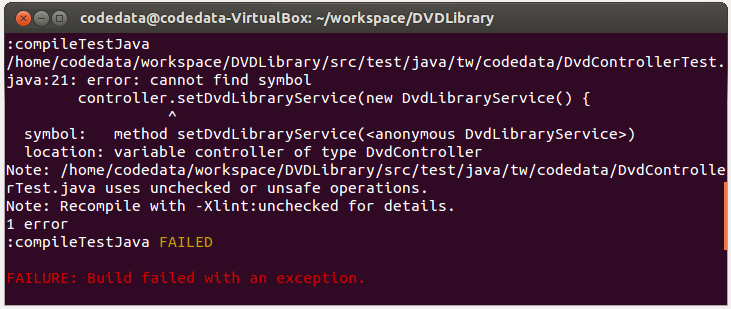 codedata@codedata-VirtualBox: ~/workspace/DVDLibrary
:compileTestJava
/home/codedata/workspace/DVDLibrary/src/test/java/tw/codedata/DvdControllerTest.
java:21: error: cannot find symbol
        controller.setDvdLibraryService(new DvdLibraryService() {
                  ^
  symbol:   method setDvdLibraryService(<anonymous DvdLibraryService>)
  location: variable controller of type DvdController
Note: /home/codedata/workspace/DVDLibrary/src/test/java/tw/codedata/DvdControlle
rTest.java uses unchecked or unsafe operations.
Note: Recompile with -Xlint:unchecked for details.
1 error
:compileTestJava FAILED
FAILURE: Build failed with an exception.